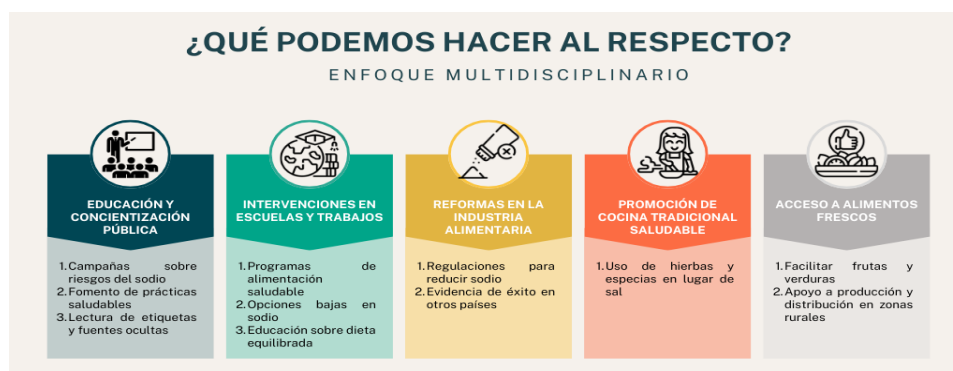 ¿QUÉ PODEMOS HACER AL RESPECTO?
ENFOQUE MULTIDISCIPLINARIO
EDUCACIÓN Y
CONCIENTIZACIÓN
PÚBLICA
1. Campañas sobre
riesgos del sodio
2. Fomento de prácticas
saludables
3. Lectura de etiquetas
y fuentes ocultas
INTERVENCIONES EN
ESCUELAS Y TRABAJOS
1. Programas de
alimentación
saludable
2. Opciones bajas en
sodio
3. Educación sobre dieta
equilibrada
REFORMAS EN LA
INDUSTRIA
ALIMENTARIA
1. Regulaciones para
reducir sodio
2. Evidencia de éxito en
otros países
PROMOCIÓN DE
COCINA TRADICIONAL
SALUDABLE
1. Uso de hierbas y
especias en lugar de
sal
ACCESO A ALIMENTOS
FRESCOS
1. Facilitar frutas y
verduras
2. Apoyo a producción y
distribución en zonas
rurales